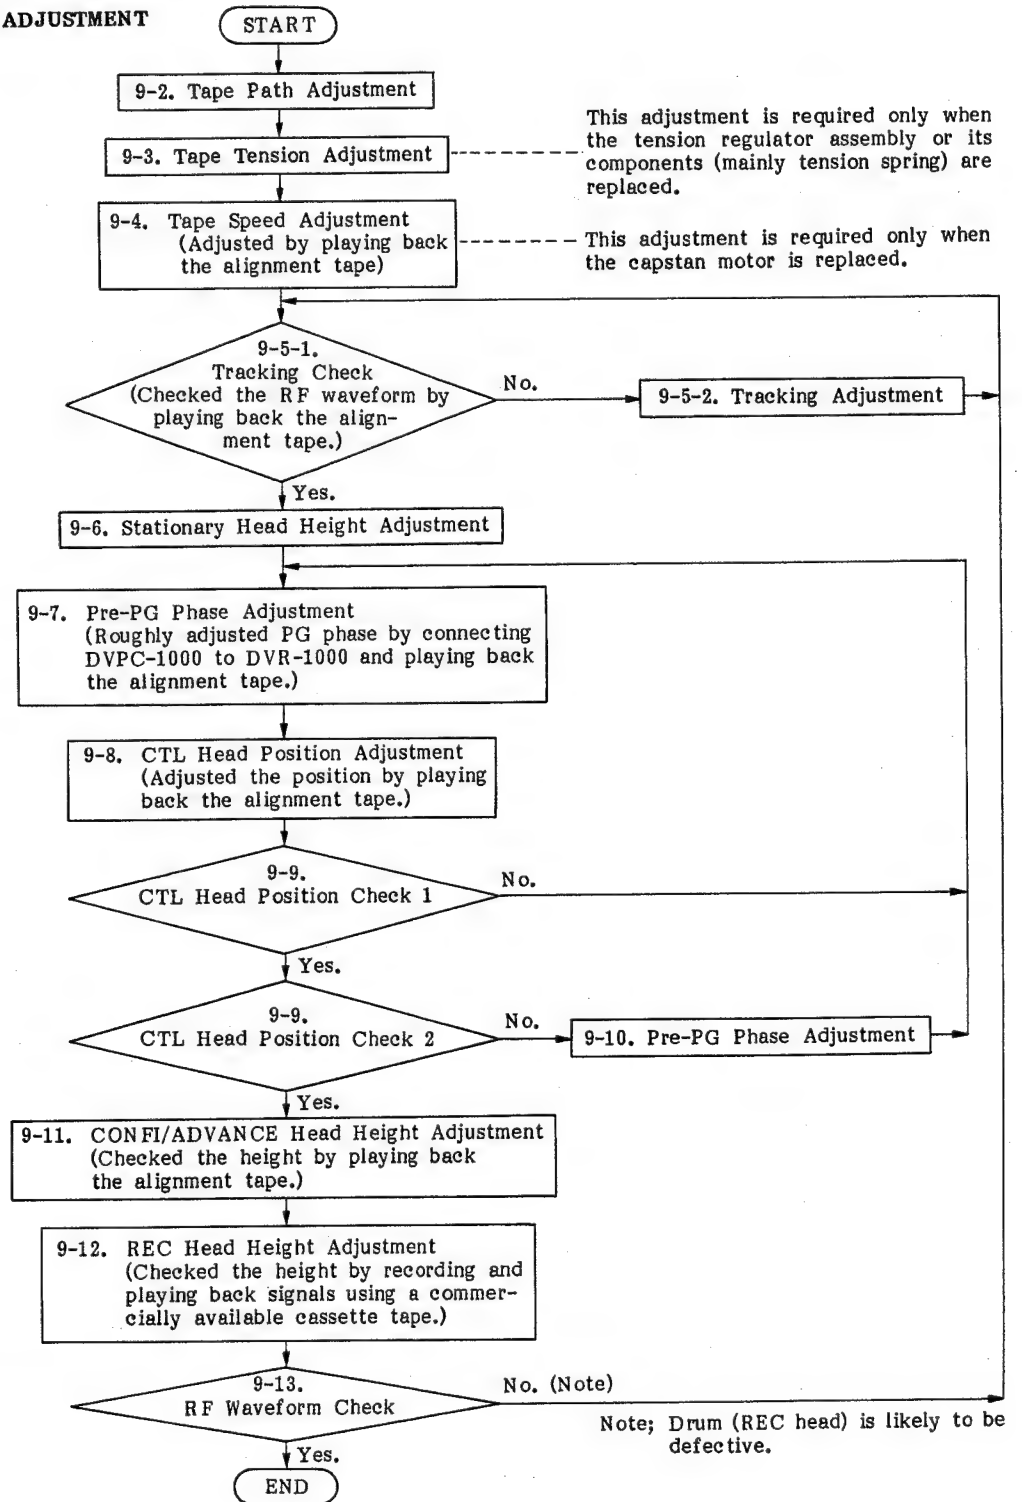 ADJUSTMENT
START
9-2. Tape Path Adjustment
9-3. Tape Tension Adjustment
This adjustment is required only when
the tension regulator assembly or its
components (mainly tension spring) are
replaced.
9-4. Tape Speed Adjustment
(Adjusted by playing back
the alignment tape)
This adjustment is required only when
the capstan motor is replaced.
9-5-1.
Tracking Check
(Checked the RF waveform by
playing back the align-
ment tape.)
No.
9-5-2. Tracking Adjustment
Yes.
9-6. Stationary Head Height Adjustment
9-7. Pre-PG Phase Adjustment
(Roughly adjusted PG phase by connecting
DVPC-1000 to DVR-1000 and playing back
the alignment tape.)
9-8. CTL Head Position Adjustment
(Adjusted the position by playing
back the alignment tape.)
9-9.
CTL Head Position Check 1
No.
Yes.
9-9.
CTL Head Position Check 2
No.
9-10. Pre-PG Phase Adjustment
Yes.
9-11. CONFI/ADVANCE Head Height Adjustment
(Checked the height by playing back
the alignment tape.)
9-12. REC Head Height Adjustment
(Checked the height by recording and
playing back signals using a commer-
cially available cassette tape.)
9-13.
RF Waveform Check
No. (Note)
Note; Drum (REC head) is likely to be
defective.
Yes.
END